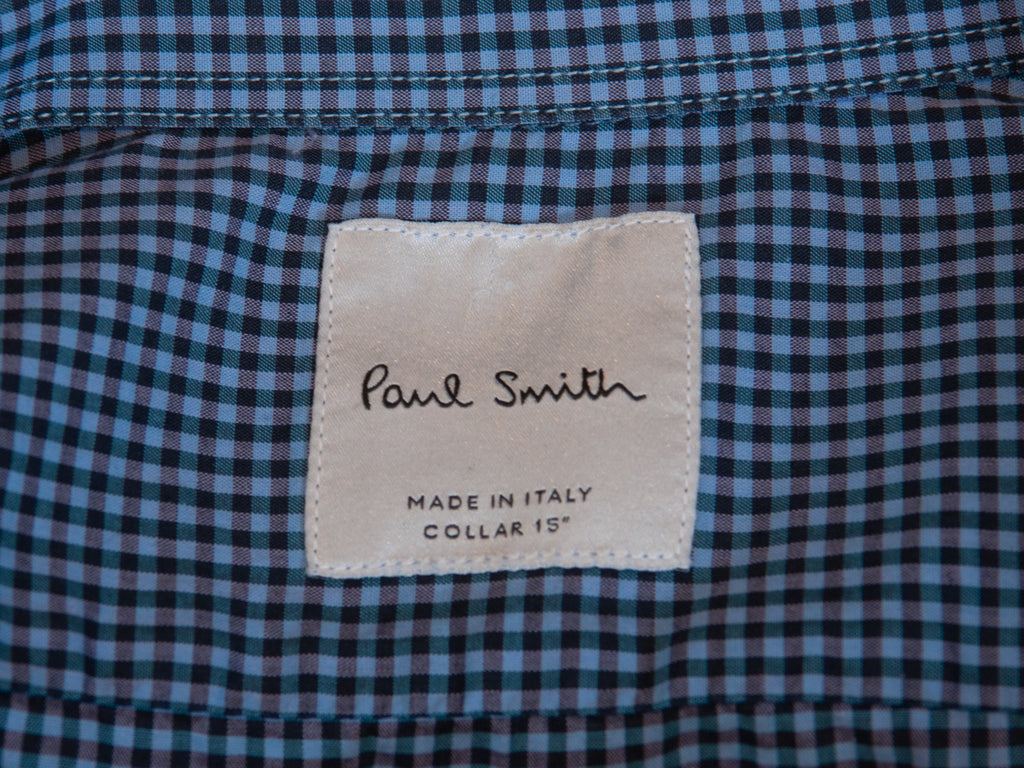 Paul Smith
MADE IN ITALY
COLLAR 15"